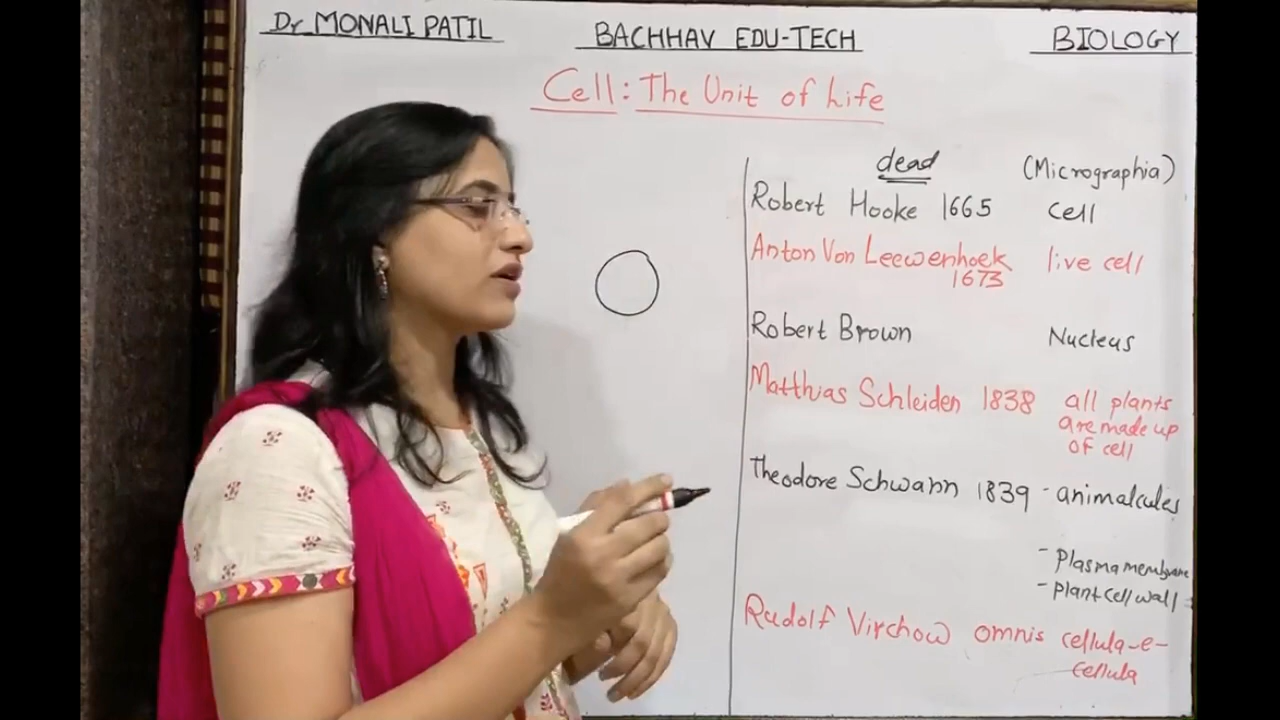 Dr MONALI PATIL
BACHHAV EDU-TECH
BIOLOGY
Cell: The Unit of Life
dead (Micrographia)
Robert Hooke 1665 cell
Anton Von Leewenhoek live cell
1673
Robert Brown Nucleus
Matthias Schleiden 1838 all plants
are made up
of cell
Theodore Schwann 1839 - animalcules
- Plasma membrane
- plant cell wall
Rudolf Virchow omnis cellula-e-
cellula